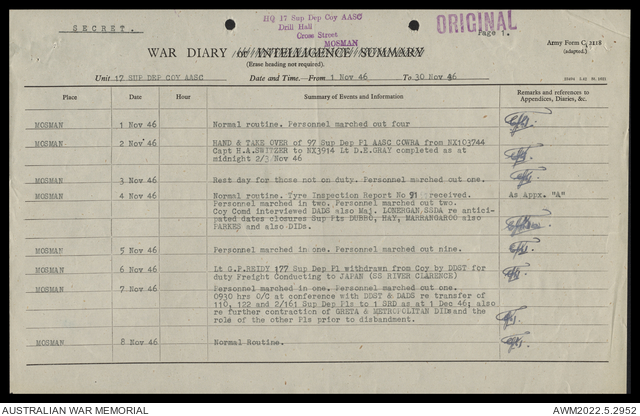 SECRET.
HQ 17 Sup Dep Coy AASC
Drill Hall
Cross Street
MOSMAN
ORIGINAL
Page 1.
WAR DIARY or INTELLIGENCE SUMMARY
(Erase heading not required).
Army Form C. 2118
(adapted.)
Unit 17 SUP DEP COY AASC Date and Time.—From 1 Nov 46 To 30 Nov 46
Place Date Hour Summary of Events and Information Remarks and references to Appendices, Diaries, &c.
MOSMAN 1 Nov 46 Normal routine. Personnel marched out four
MOSMAN 2 Nov 46 HAND & TAKE OVER of 97 Sup Dep Pl AASC COWRA from NX103744
Capt H.A.SWITZER to NX3914 Lt D.E.GRAY completed as at
midnight 2/3 Nov 46
MOSMAN 3 Nov 46 Rest day for those not on duty. Personnel marched out one.
MOSMAN 4 Nov 46 Normal routine. Tyre Inspection Report No 91 received. As Appx. "A"
Personnel marched in two. Personnel marched out two.
Coy Comd interviewed DADS also Maj. LONERGAN,SSDA re antici-
pated dates closures Sup Pts DUBBO, HAY, MARRANGAROO also
PARKES and also DIDs.
MOSMAN 5 Nov 46 Personnel marched in one. Personnel marched out nine.
MOSMAN 6 Nov 46 Lt G.P.REIDY 177 Sup Dep Pl withdrawn from Coy by DDST for
duty Freight Conducting to JAPAN (SS RIVER CLARENCE)
MOSMAN 7 Nov 46 Personnel marched in one. Personnel marched out one.
0930 hrs O/C at conference with DDST & DADS re transfer of
110, 122 and 2/161 Sup Dep Pls to 1 SRD as at 1 Dec 46; also
re further contraction of GRETA & METROPOLITAN DIDs and the
role of the other Pls prior to disbandment.
MOSMAN 8 Nov 46 Normal Routine.
AUSTRALIAN WAR MEMORIAL AWM2022.5.2952